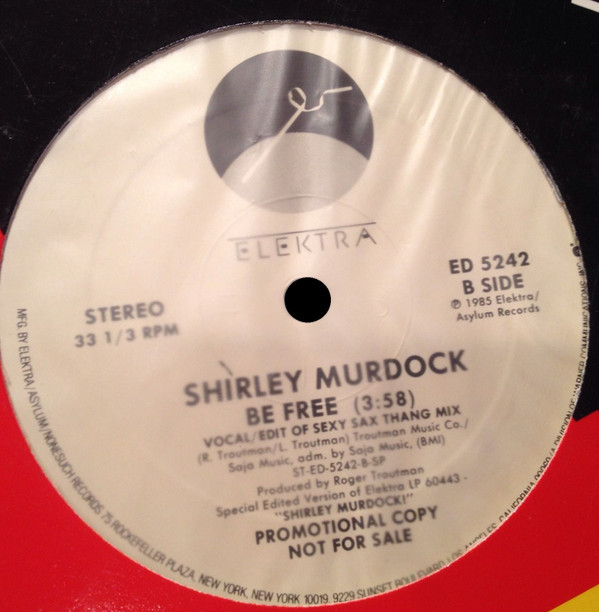 ELEKTRA
STEREO
33 1/3 RPM
ED 5242
B SIDE
℗ 1985 Elektra/
Asylum Records
SHIRLEY MURDOCK
BE FREE (3:58)
VOCAL/EDIT OF SEXY SAX THANG MIX
(R. Troutman/L. Troutman) Troutman Music Co./
Saja Music, adm. by Saja Music, (BMI)
ST-ED-5242-B-SP
Produced by Roger Troutman
Special Edited Version of Elektra LP 60443 -
"SHIRLEY MURDOCK!"
PROMOTIONAL COPY
NOT FOR SALE
MFG. BY ELEKTRA/ASYLUM/NONESUCH RECORDS, 75 ROCKEFELLER PLAZA, NEW YORK, NEW YORK 10019. 9229 SUNSET BOULEVARD, LOS ANGELES, CALIFORNIA